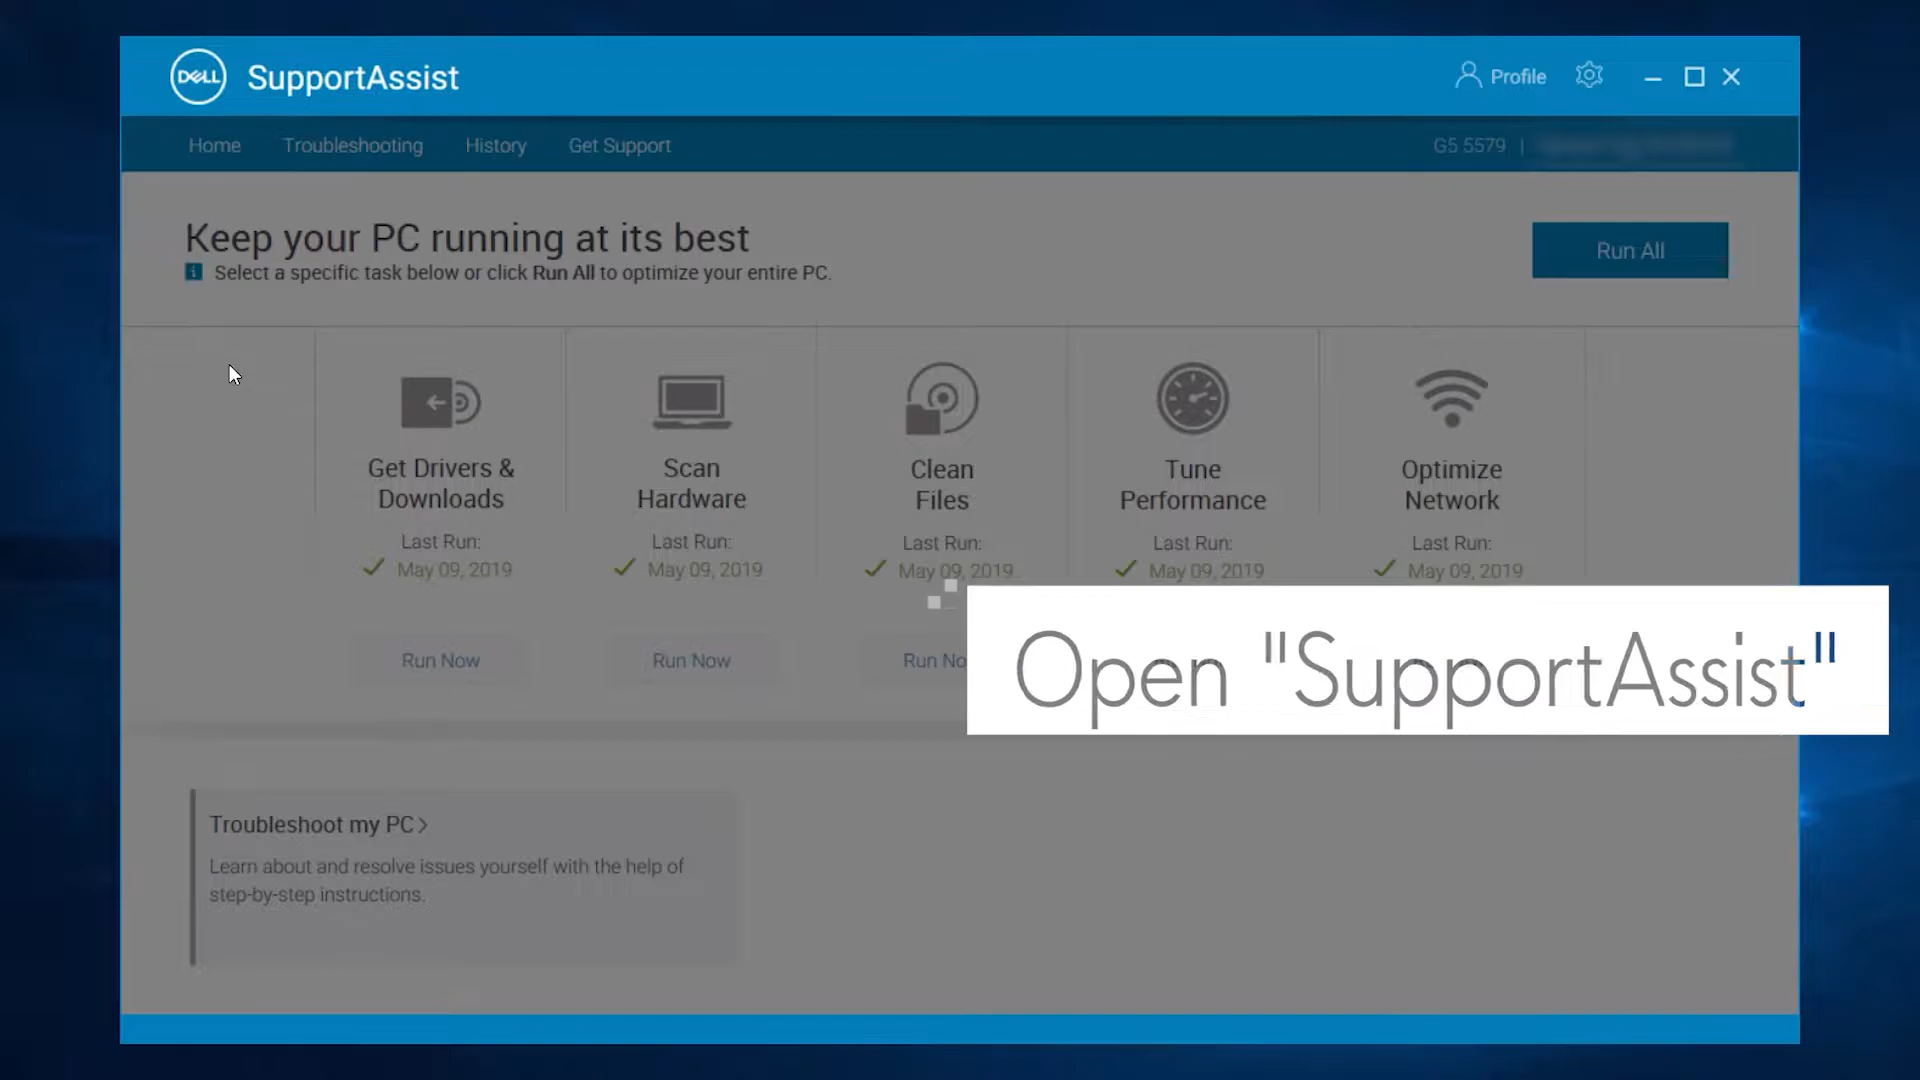 DELL SupportAssist
Profile
Home Troubleshooting History Get Support
G5 5579 |
Keep your PC running at its best
Select a specific task below or click Run All to optimize your entire PC.
Run All
Get Drivers &
Downloads
Last Run:
May 09, 2019
Run Now
Scan
Hardware
Last Run:
May 09, 2019
Run Now
Clean
Files
Last Run:
May 09, 2019
Run No
Tune
Performance
Last Run:
May 09, 2019
Optimize
Network
Last Run:
May 09, 2019
Open "SupportAssist"
Troubleshoot my PC>
Learn about and resolve issues yourself with the help of
step-by-step instructions.